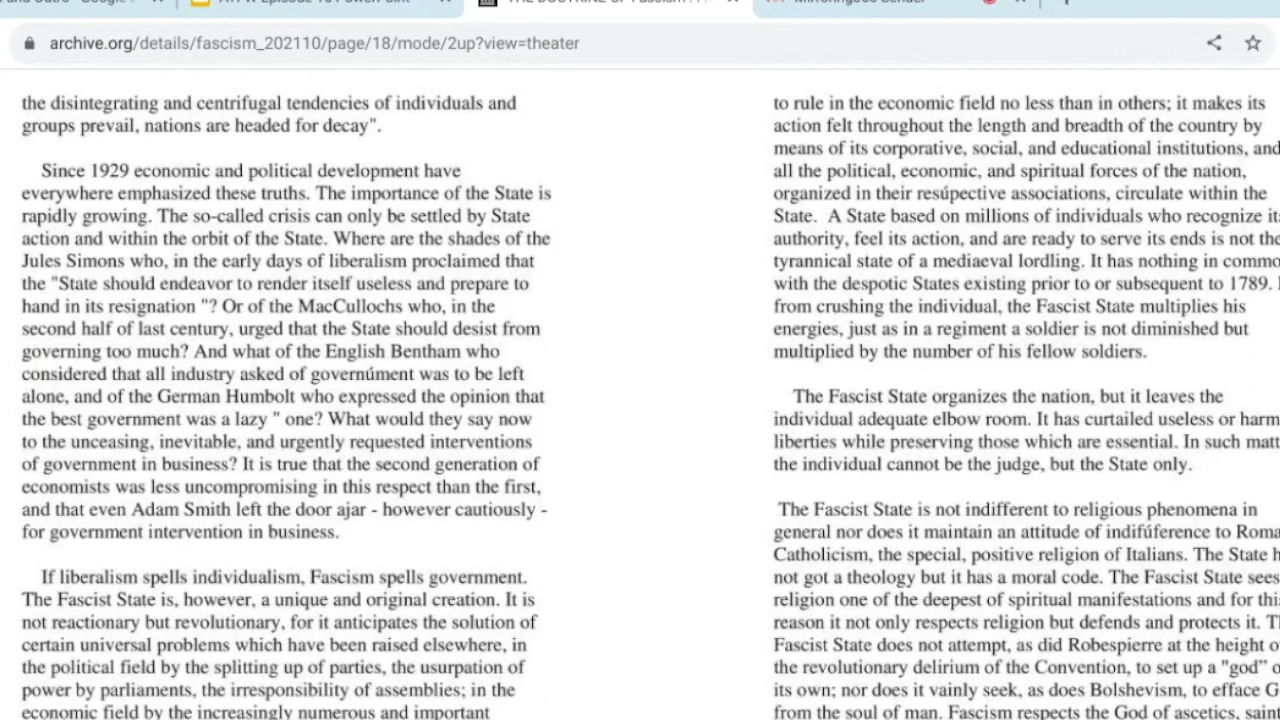 archive.org/details/fascism_202110/page/18/mode/2up?view=theater
the disintegrating and centrifugal tendencies of individuals and
groups prevail, nations are headed for decay".
Since 1929 economic and political development have
everywhere emphasized these truths. The importance of the State is
rapidly growing. The so-called crisis can only be settled by State
action and within the orbit of the State. Where are the shades of the
Jules Simons who, in the early days of liberalism proclaimed that
the "State should endeavor to render itself useless and prepare to
hand in its resignation "? Or of the MacCullochs who, in the
second half of last century, urged that the State should desist from
governing too much? And what of the English Bentham who
considered that all industry asked of governúment was to be left
alone, and of the German Humbolt who expressed the opinion that
the best government was a lazy " one? What would they say now
to the unceasing, inevitable, and urgently requested interventions
of government in business? It is true that the second generation of
economists was less uncompromising in this respect than the first,
and that even Adam Smith left the door ajar - however cautiously -
for government intervention in business.
If liberalism spells individualism, Fascism spells government.
The Fascist State is, however, a unique and original creation. It is
not reactionary but revolutionary, for it anticipates the solution of
certain universal problems which have been raised elsewhere, in
the political field by the splitting up of parties, the usurpation of
power by parliaments, the irresponsibility of assemblies; in the
economic field by the increasingly numerous and important
to rule in the economic field no less than in others; it makes its
action felt throughout the length and breadth of the country by
means of its corporative, social, and educational institutions, and
all the political, economic, and spiritual forces of the nation,
organized in their resúpective associations, circulate within the
State. A State based on millions of individuals who recognize it
authority, feel its action, and are ready to serve its ends is not the
tyrannical state of a mediaeval lordling. It has nothing in commo
with the despotic States existing prior to or subsequent to 1789.
from crushing the individual, the Fascist State multiplies his
energies, just as in a regiment a soldier is not diminished but
multiplied by the number of his fellow soldiers.
The Fascist State organizes the nation, but it leaves the
individual adequate elbow room. It has curtailed useless or harm
liberties while preserving those which are essential. In such matt
the individual cannot be the judge, but the State only.
The Fascist State is not indifferent to religious phenomena in
general nor does it maintain an attitude of indifúference to Roma
Catholicism, the special, positive religion of Italians. The State h
not got a theology but it has a moral code. The Fascist State sees
religion one of the deepest of spiritual manifestations and for thi
reason it not only respects religion but defends and protects it. T
Fascist State does not attempt, as did Robespierre at the height o
the revolutionary delirium of the Convention, to set up a "god" o
its own; nor does it vainly seek, as does Bolshevism, to efface G
from the soul of man. Fascism respects the God of ascetics, saint